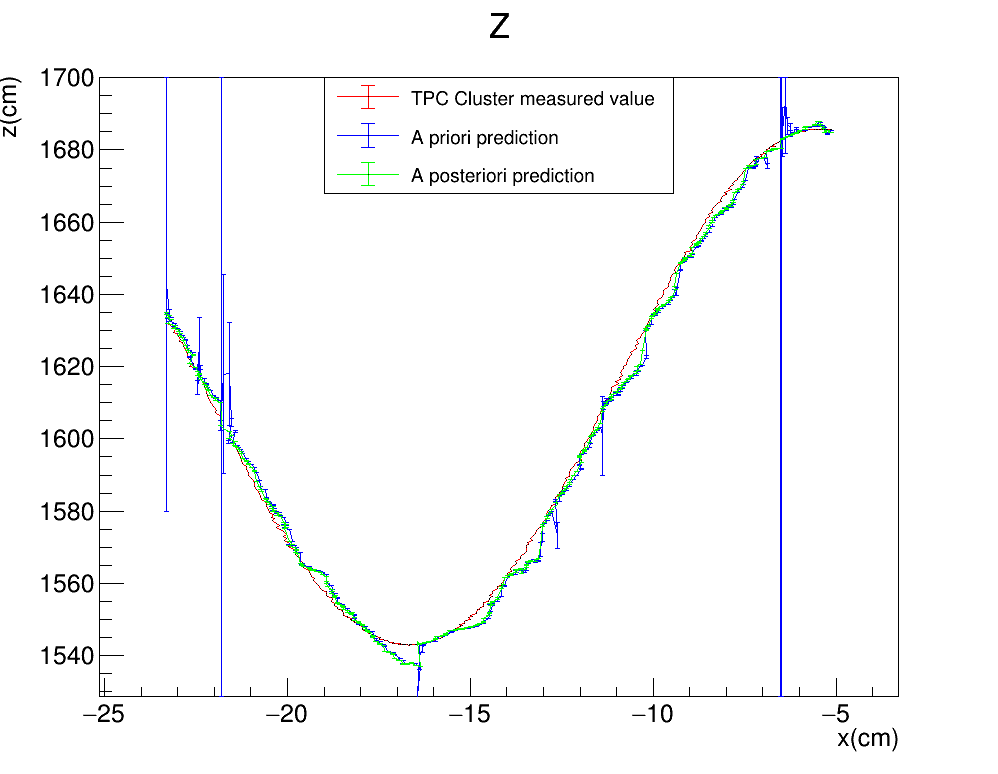 Z
z(cm)
1700
1680
1660
1640
1620
1600
1580
1560
1540
TPC Cluster measured value
A priori prediction
A posteriori prediction
−25 −20 −15 −10 −5
x(cm)